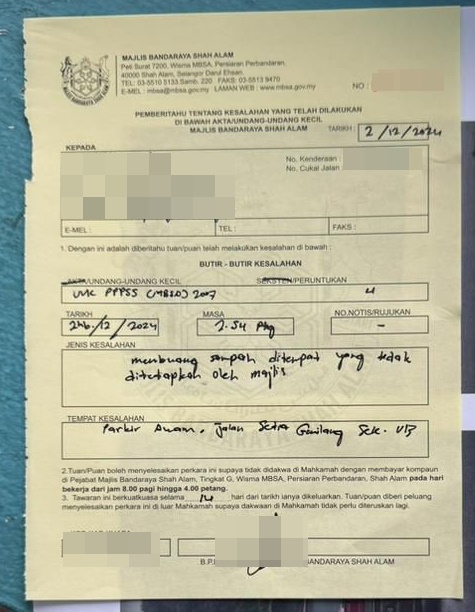 MAJLIS BANDARAYA SHAH ALAM
Peti Surat 7200, Wisma MBSA, Persiaran Perbandaran,
40000 Shah Alam, Selangor Darul Ehsan.
TEL: 03-5510 5133 Samb. 220 FAKS: 03-5513 9470
E-MEL : mbsa@mbsa.gov.my LAMAN WEB : www.mbsa.gov.my
NO :
PEMBERITAHU TENTANG KESALAHAN YANG TELAH DILAKUKAN
DI BAWAH AKTA/UNDANG-UNDANG KECIL
MAJLIS BANDARAYA SHAH ALAM
TARIKH : 2/12/2024
KEPADA
No. Kenderaan :
No. Cukai Jalan :
E-MEL : TEL : FAKS :
1. Dengan ini adalah diberitahu tuan/puan telah melakukan kesalahan di bawah :
BUTIR - BUTIR KESALAHAN
AKTA/UNDANG-UNDANG KECIL SEKSYEN/PERUNTUKAN
UUK PPPSS (MBSA) 2007 4
TARIKH MASA NO.NOTIS/RUJUKAN
12/2024 2.54 Ptg -
JENIS KESALAHAN
membuang sampah ditempat yang tidak
ditetapkan oleh majlis
TEMPAT KESALAHAN
Parkir Awam, Jalan Setia Gemilang Sek. U13
2.Tuan/Puan boleh menyelesaikan perkara ini supaya tidak didakwa di Mahkamah dengan membayar kompaun
di Pejabat Majlis Bandaraya Shah Alam, Tingkat G, Wisma MBSA, Persiaran Perbandaran, Shah Alam pada hari
bekerja dari jam 8.00 pagi hingga 4.00 petang.
3. Tawaran ini berkuatkuasa selama 14 hari dari tarikh ianya dikeluarkan. Tuan/puan diberi peluang
menyelesaikan perkara ini di luar Mahkamah supaya dakwaan di Mahkamah tidak perlu diteruskan lagi.
BANDARAYA SHAH ALAM